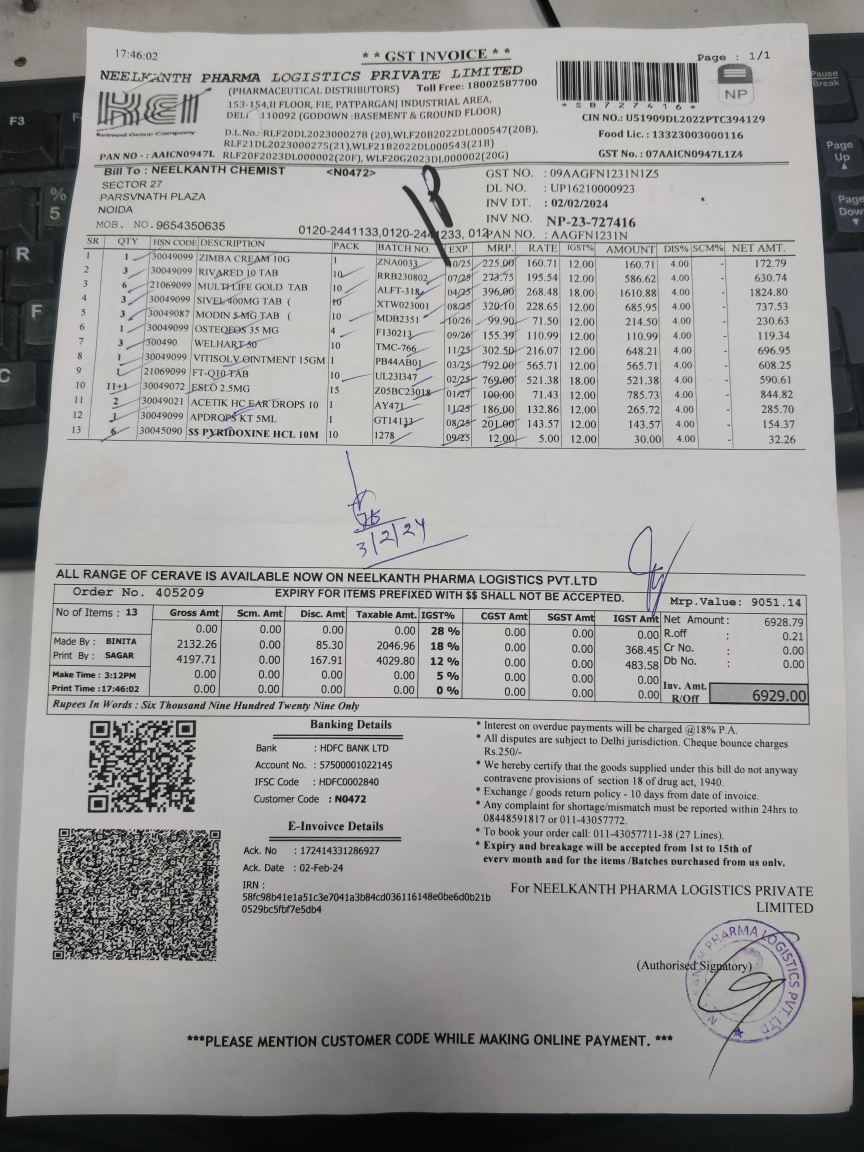 17:46:02
* * GST INVOICE * *
Page : 1/1
NEELKANTH PHARMA LOGISTICS PRIVATE LIMITED
(PHARMACEUTICAL DISTRIBUTORS) Toll Free: 18002587700
153-154,II FLOOR, FIE, PATPARGANJ INDUSTRIAL AREA,
DELHI 110092 (GODOWN :BASEMENT & GROUND FLOOR)
KEI
Keimed Group Company
NP
*SB727416*
CIN NO.: U51909DL2022PTC394129
D.L.No.: RLF20DL2023000278 (20),WLF20B2022DL000547(20B),
RLF21DL2023000275(21),WLF21B2022DL000543(21B)
RLF20F2023DL000002(20F), WLF20G2023DL000002(20G)
Food Lic. : 13323003000116
PAN NO - : AAICN0947L
GST No. : 07AAICN0947L1Z4
Bill To : NEELKANTH CHEMIST <N0472>
SECTOR 27
PARSVNATH PLAZA
NOIDA
MOB. NO. 9654350635
0120-2441133,0120-2441233, 012
GST NO. : 09AAGFN1231N1Z5
DL NO. : UP16210000923
INV DT. : 02/02/2024
INV NO. NP-23-727416
PAN NO. : AAGFN1231N
SR QTY HSN CODE DESCRIPTION PACK BATCH NO. EXP. MRP. RATE IGST% AMOUNT DIS% SCM% NET AMT.
1 1 30049099 ZIMBA CREAM 10G 1 ZNA0033 10/25 225.00 160.71 12.00 160.71 4.00 - 172.79
2 3 30049099 RIVARED 10 TAB 10 RRB230802 07/25 273.75 195.54 12.00 586.62 4.00 - 630.74
3 6 21069099 MULTI LIFE GOLD TAB 10 ALFT-318 04/25 396.00 268.48 18.00 1610.88 4.00 - 1824.80
4 3 30049099 SIVEL 400MG TAB ( 10 XTW023001 08/25 320.10 228.65 12.00 685.95 4.00 - 737.53
5 3 30049087 MODIN 5 MG TAB ( 10 MDB2351 10/26 99.90 71.50 12.00 214.50 4.00 - 230.63
6 1 30049099 OSTEOFOS 35 MG 4 F130213 09/26 155.39 110.99 12.00 110.99 4.00 - 119.34
7 3 300490 WELHART 50 10 TMC-766 11/25 302.50 216.07 12.00 648.21 4.00 - 696.95
8 1 30049099 VITISOLV OINTMENT 15GM 1 PB44AB01 03/25 792.00 565.71 12.00 565.71 4.00 - 608.25
9 1 21069099 FT-Q10 TAB 10 UL231347 02/25 769.00 521.38 18.00 521.38 4.00 - 590.61
10 11+1 30049072 ESLO 2.5MG 15 Z05BC23018 01/27 100.00 71.43 12.00 785.73 4.00 - 844.82
11 2 30049021 ACETIK HC EAR DROPS 10 1 AY471 11/25 186.00 132.86 12.00 265.72 4.00 - 285.70
12 1 30049099 APDROPS KT 5ML 1 GT14133 08/25 201.00 143.57 12.00 143.57 4.00 - 154.37
13 6 30045090 $$ PYRIDOXINE HCL 10M 10 1278 09/25 12.00 5.00 12.00 30.00 4.00 - 32.26
3/2/24
ALL RANGE OF CERAVE IS AVAILABLE NOW ON NEELKANTH PHARMA LOGISTICS PVT.LTD
Order No. 405209 EXPIRY FOR ITEMS PREFIXED WITH $$ SHALL NOT BE ACCEPTED. Mrp.Value: 9051.14
No of Items : 13 Gross Amt Scm. Amt Disc. Amt Taxable Amt. IGST% CGST Amt SGST Amt IGST Amt
0.00 0.00 0.00 0.00 28 % 0.00 0.00 0.00
Made By : BINITA 2132.26 0.00 85.30 2046.96 18 % 0.00 0.00 368.45
Print By : SAGAR 4197.71 0.00 167.91 4029.80 12 % 0.00 0.00 483.58
Make Time : 3:12PM 0.00 0.00 0.00 0.00 5 % 0.00 0.00 0.00
Print Time :17:46:02 0.00 0.00 0.00 0.00 0 % 0.00 0.00 0.00
Net Amount: 6928.79
R.off : 0.21
Cr No. : 0.00
Db No. : 0.00
Inv. Amt. R/Off 6929.00
Rupees In Words : Six Thousand Nine Hundred Twenty Nine Only
Banking Details
Bank : HDFC BANK LTD
Account No. : 57500001022145
IFSC Code : HDFC0002840
Customer Code : N0472
E-Invoivce Details
Ack. No : 172414331286927
Ack. Date : 02-Feb-24
IRN :
58fc98b41e1a51c3e7041a3b84cd036116148e0be6d0b21b
0529bc5fbf7e5db4
* Interest on overdue payments will be charged @18% P.A.
* All disputes are subject to Delhi jurisdiction. Cheque bounce charges
Rs.250/-
* We hereby certify that the goods supplied under this bill do not anyway
contravene provisions of section 18 of drug act, 1940.
* Exchange / goods return policy - 10 days from date of invoice.
* Any complaint for shortage/mismatch must be reported within 24hrs to
08448591817 or 011-43057772.
* To book your order call: 011-43057711-38 (27 Lines).
* Expiry and breakage will be accepted from 1st to 15th of
every month and for the items /Batches purchased from us only.
For NEELKANTH PHARMA LOGISTICS PRIVATE
LIMITED
(Authorised Signatory)
***PLEASE MENTION CUSTOMER CODE WHILE MAKING ONLINE PAYMENT. ***